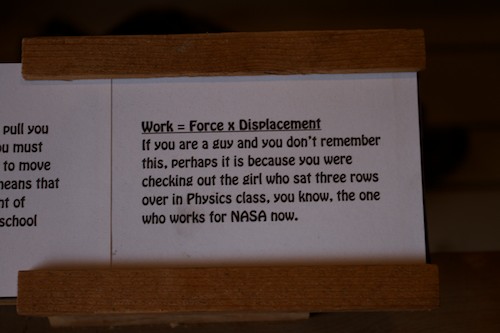 pull you
ou must
to move
means that
nt of
school
Work = Force x Displacement
If you are a guy and you don't remember
this, perhaps it is because you were
checking out the girl who sat three rows
over in Physics class, you know, the one
who works for NASA now.